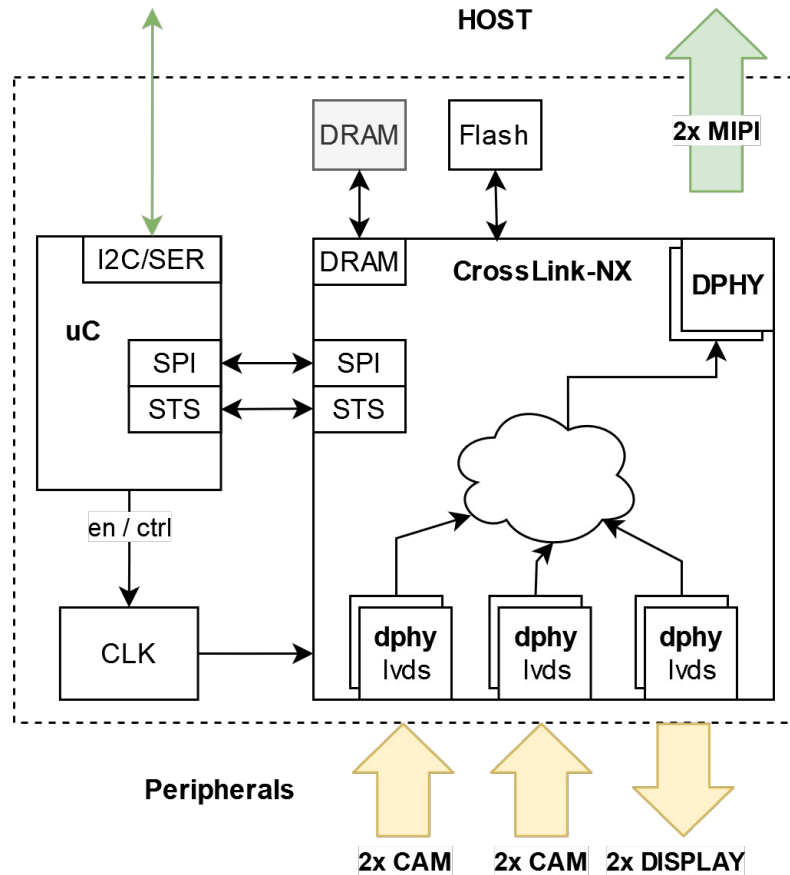 HOST
2x MIPI
DRAM
Flash
I2C/SER
DRAM
CrossLink-NX
DPHY
uC
SPI
SPI
STS
STS
en / ctrl
CLK
dphy
lvds
dphy
lvds
dphy
lvds
Peripherals
2x CAM
2x CAM
2x DISPLAY